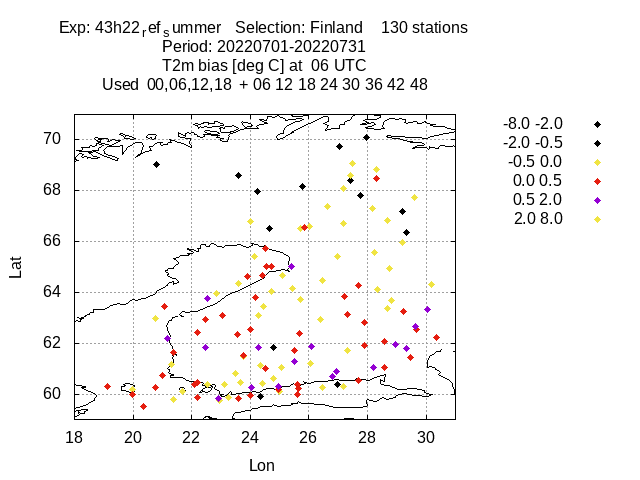 Exp: 43h22ref_summer Selection: Finland 130 stations
Period: 20220701-20220731
T2m bias [deg C] at 06 UTC
Used 00,06,12,18 + 06 12 18 24 30 36 42 48
-8.0 -2.0
-2.0 -0.5
-0.5 0.0
0.0 0.5
0.5 2.0
2.0 8.0
70
68
66
64
62
60
Lat
18 20 22 24 26 28 30
Lon